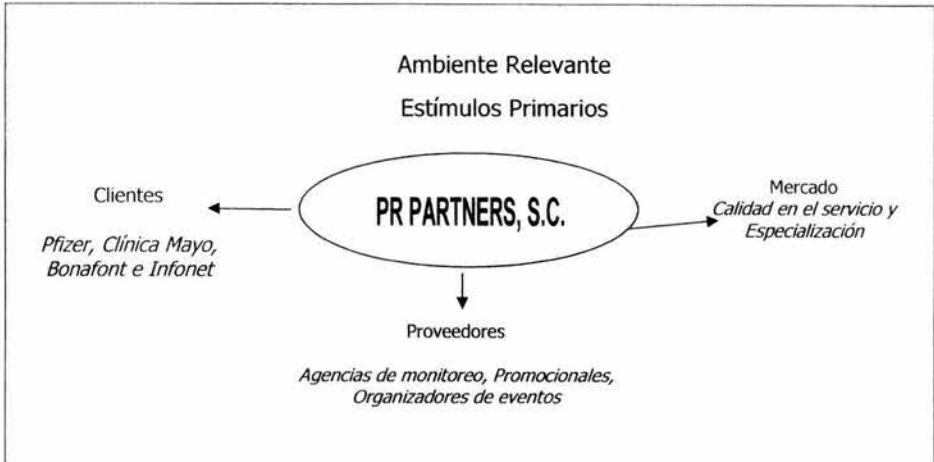 Ambiente Relevante
Estímulos Primarios
PR PARTNERS, S.C.
Clientes
Pfizer, Clínica Mayo,
Bonafont e Infonet
Mercado
Calidad en el servicio y
Especialización
Proveedores
Agencias de monitoreo, Promocionales,
Organizadores de eventos